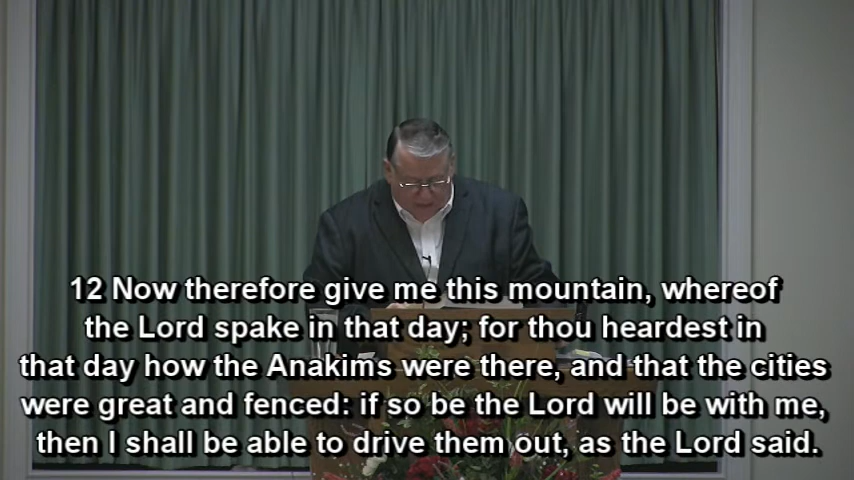 12 Now therefore give me this mountain, whereof
the Lord spake in that day; for thou heardest in
that day how the Anakims were there, and that the cities
were great and fenced: if so be the Lord will be with me,
then I shall be able to drive them out, as the Lord said.